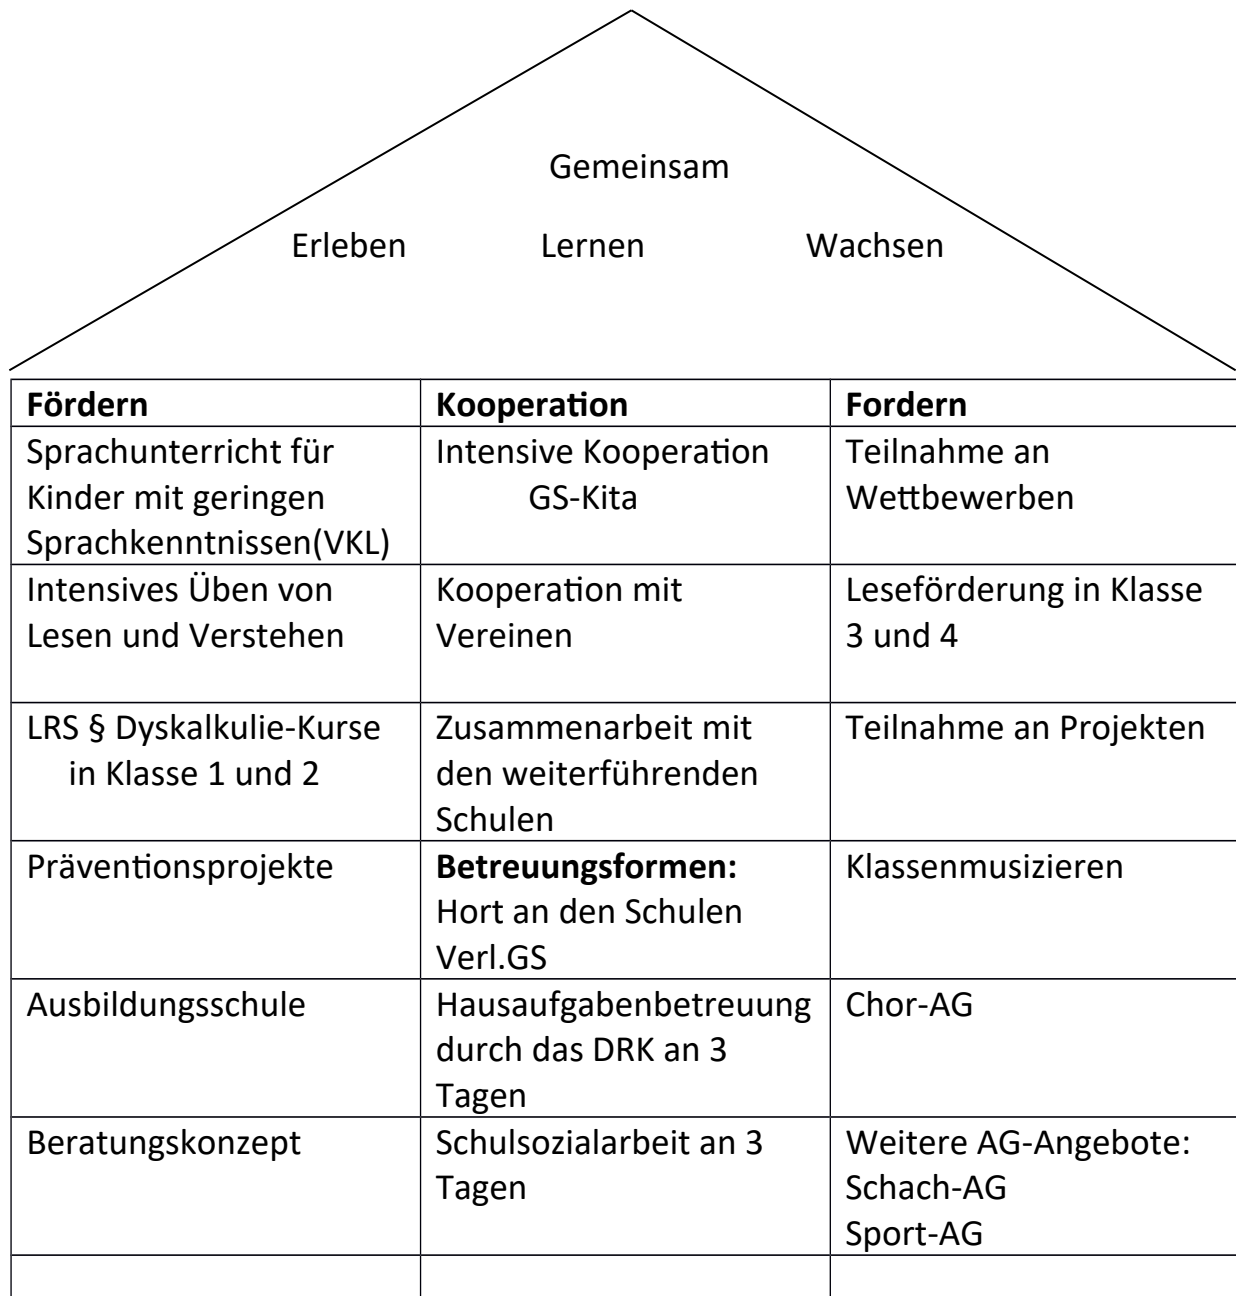 Gemeinsam
Erleben Lernen Wachsen
Fördern Kooperation Fordern
Sprachunterricht für
Kinder mit geringen
Sprachkenntnissen(VKL)
Intensive Kooperation
GS-Kita
Teilnahme an
Wettbewerben
Intensives Üben von
Lesen und Verstehen
Kooperation mit
Vereinen
Leseförderung in Klasse
3 und 4
LRS § Dyskalkulie-Kurse
in Klasse 1 und 2
Zusammenarbeit mit
den weiterführenden
Schulen
Teilnahme an Projekten
Präventionsprojekte
Betreuungsformen:
Hort an den Schulen
Verl.GS
Klassenmusizieren
Ausbildungsschule
Hausaufgabenbetreuung
durch das DRK an 3
Tagen
Chor-AG
Beratungskonzept
Schulsozialarbeit an 3
Tagen
Weitere AG-Angebote:
Schach-AG
Sport-AG